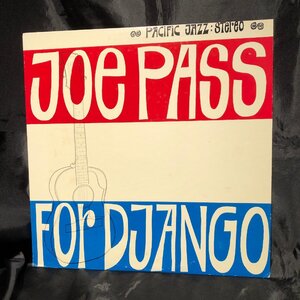 PACIFIC JAZZ: STEREO
JOE PASS
FOR DJANGO